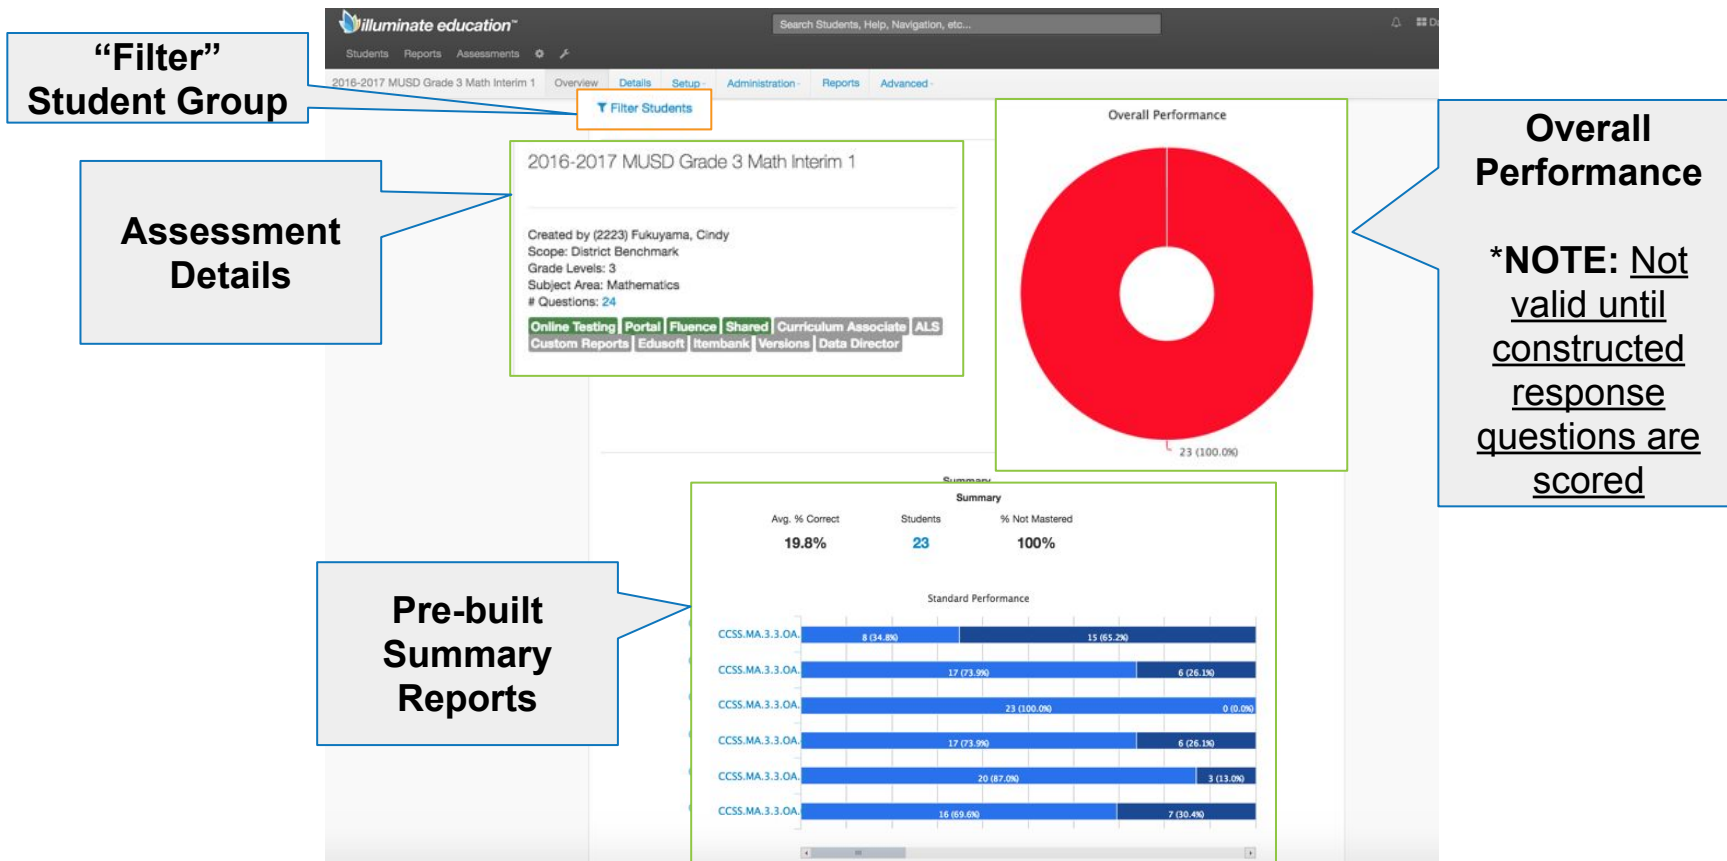 illuminate education™
Search Students, Help, Navigation, etc...
Students Reports Assessments
2016-2017 MUSD Grade 3 Math Interim 1 Overview Details Setup Administration Reports Advanced
Filter Students
“Filter”
Student Group
Assessment
Details
2016-2017 MUSD Grade 3 Math Interim 1
Created by (2223) Fukuyama, Cindy
Scope: District Benchmark
Grade Levels: 3
Subject Area: Mathematics
# Questions: 24
Online Testing Portal Fluence Shared Curriculum Associate ALS
Custom Reports Edusoft Itembank Versions Data Director
Overall Performance
23 (100.0%)
Overall
Performance
*NOTE: Not
valid until
constructed
response
questions are
scored
Summary
Summary
Avg. % Correct Students % Not Mastered
19.8% 23 100%
Pre-built
Summary
Reports
Standard Performance
CCSS.MA.3.3.OA. 8 (34.8%) 15 (65.2%)
CCSS.MA.3.3.OA. 17 (73.9%) 6 (26.1%)
CCSS.MA.3.3.OA. 23 (100.0%) 0 (0.0%)
CCSS.MA.3.3.OA. 17 (73.9%) 6 (26.1%)
CCSS.MA.3.3.OA. 20 (87.0%) 3 (13.0%)
CCSS.MA.3.3.OA. 16 (69.6%) 7 (30.4%)